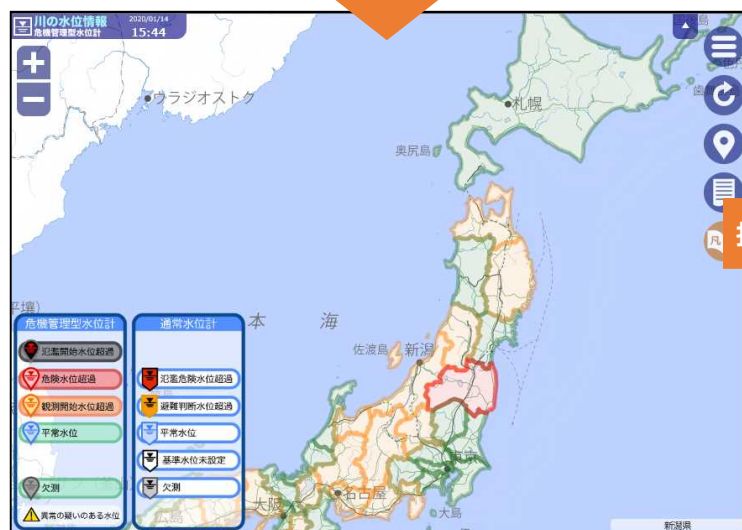 川の水位情報
危機管理型水位計
2020/01/14
15:44
ウラジオストク
札幌
奥尻島
平壌)
本 海
佐渡島
新潟
東京
名古屋
大阪
広島
大島
危機管理型水位計
氾濫開始水位超過
危険水位超過
観測開始水位超過
平常水位
欠測
異常の疑いのある水位
通常水位計
氾濫危険水位超過
避難判断水位超過
平常水位
基準水位未設定
欠測
凡
新潟県